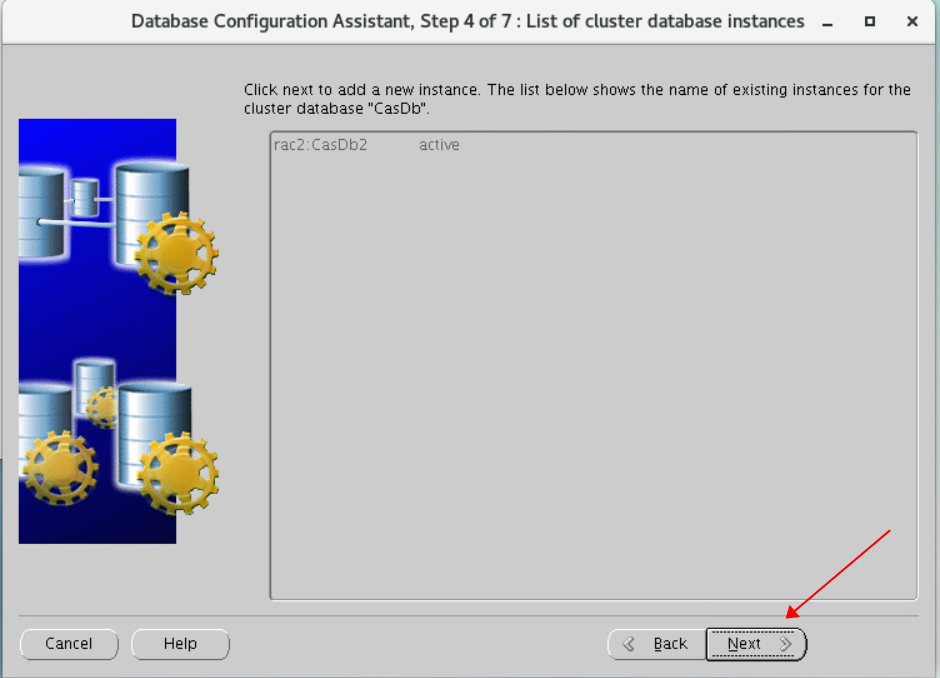 Database Configuration Assistant, Step 4 of 7 : List of cluster database instances
Click next to add a new instance. The list below shows the name of existing instances for the
cluster database "CasDb".
rac2:CasDb2 active
Cancel Help Back Next